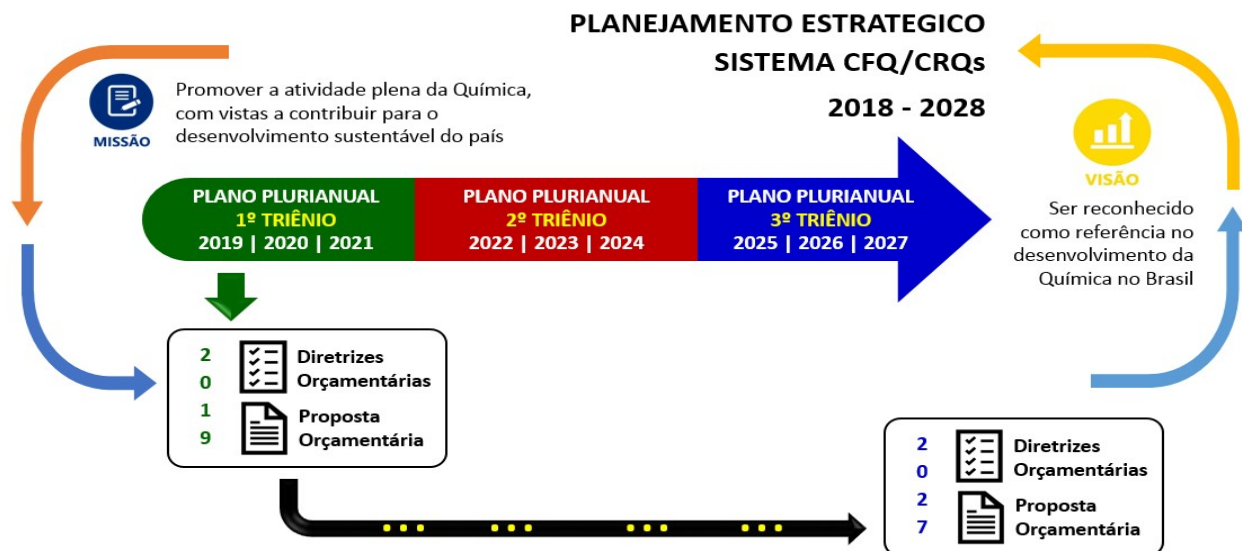 PLANEJAMENTO ESTRATEGICO
SISTEMA CFQ/CRQs
2018 - 2028
MISSÃO
Promover a atividade plena da Química,
com vistas a contribuir para o
desenvolvimento sustentável do país
PLANO PLURIANUAL
1º TRIÊNIO
2019 | 2020 | 2021
PLANO PLURIANUAL
2º TRIÊNIO
2022 | 2023 | 2024
PLANO PLURIANUAL
3º TRIÊNIO
2025 | 2026 | 2027
VISÃO
Ser reconhecido
como referência no
desenvolvimento da
Química no Brasil
2
0
1
9
Diretrizes
Orçamentárias
Proposta
Orçamentária
2
0
2
7
Diretrizes
Orçamentárias
Proposta
Orçamentária